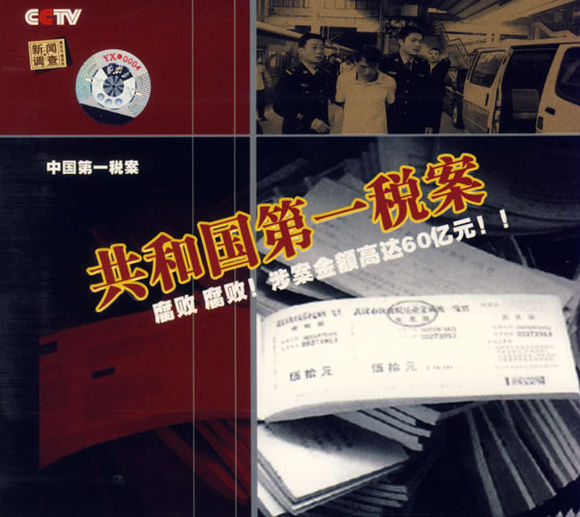 CCTV
新闻
调查
YX●0004
中国第一税案
共和国第一税案
腐败 腐败！涉案金额高达60亿元！！
00273913
00273913
伍拾元
伍拾元